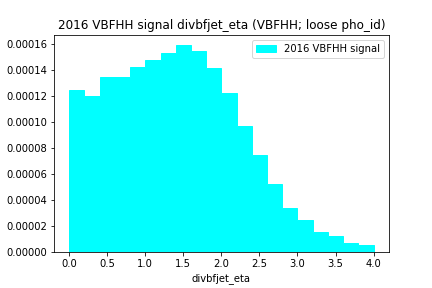 2016 VBFHH signal divbfjet_eta (VBFHH; loose pho_id)
2016 VBFHH signal
0.00016
0.00014
0.00012
0.00010
0.00008
0.00006
0.00004
0.00002
0.00000
0.0 0.5 1.0 1.5 2.0 2.5 3.0 3.5 4.0
divbfjet_eta